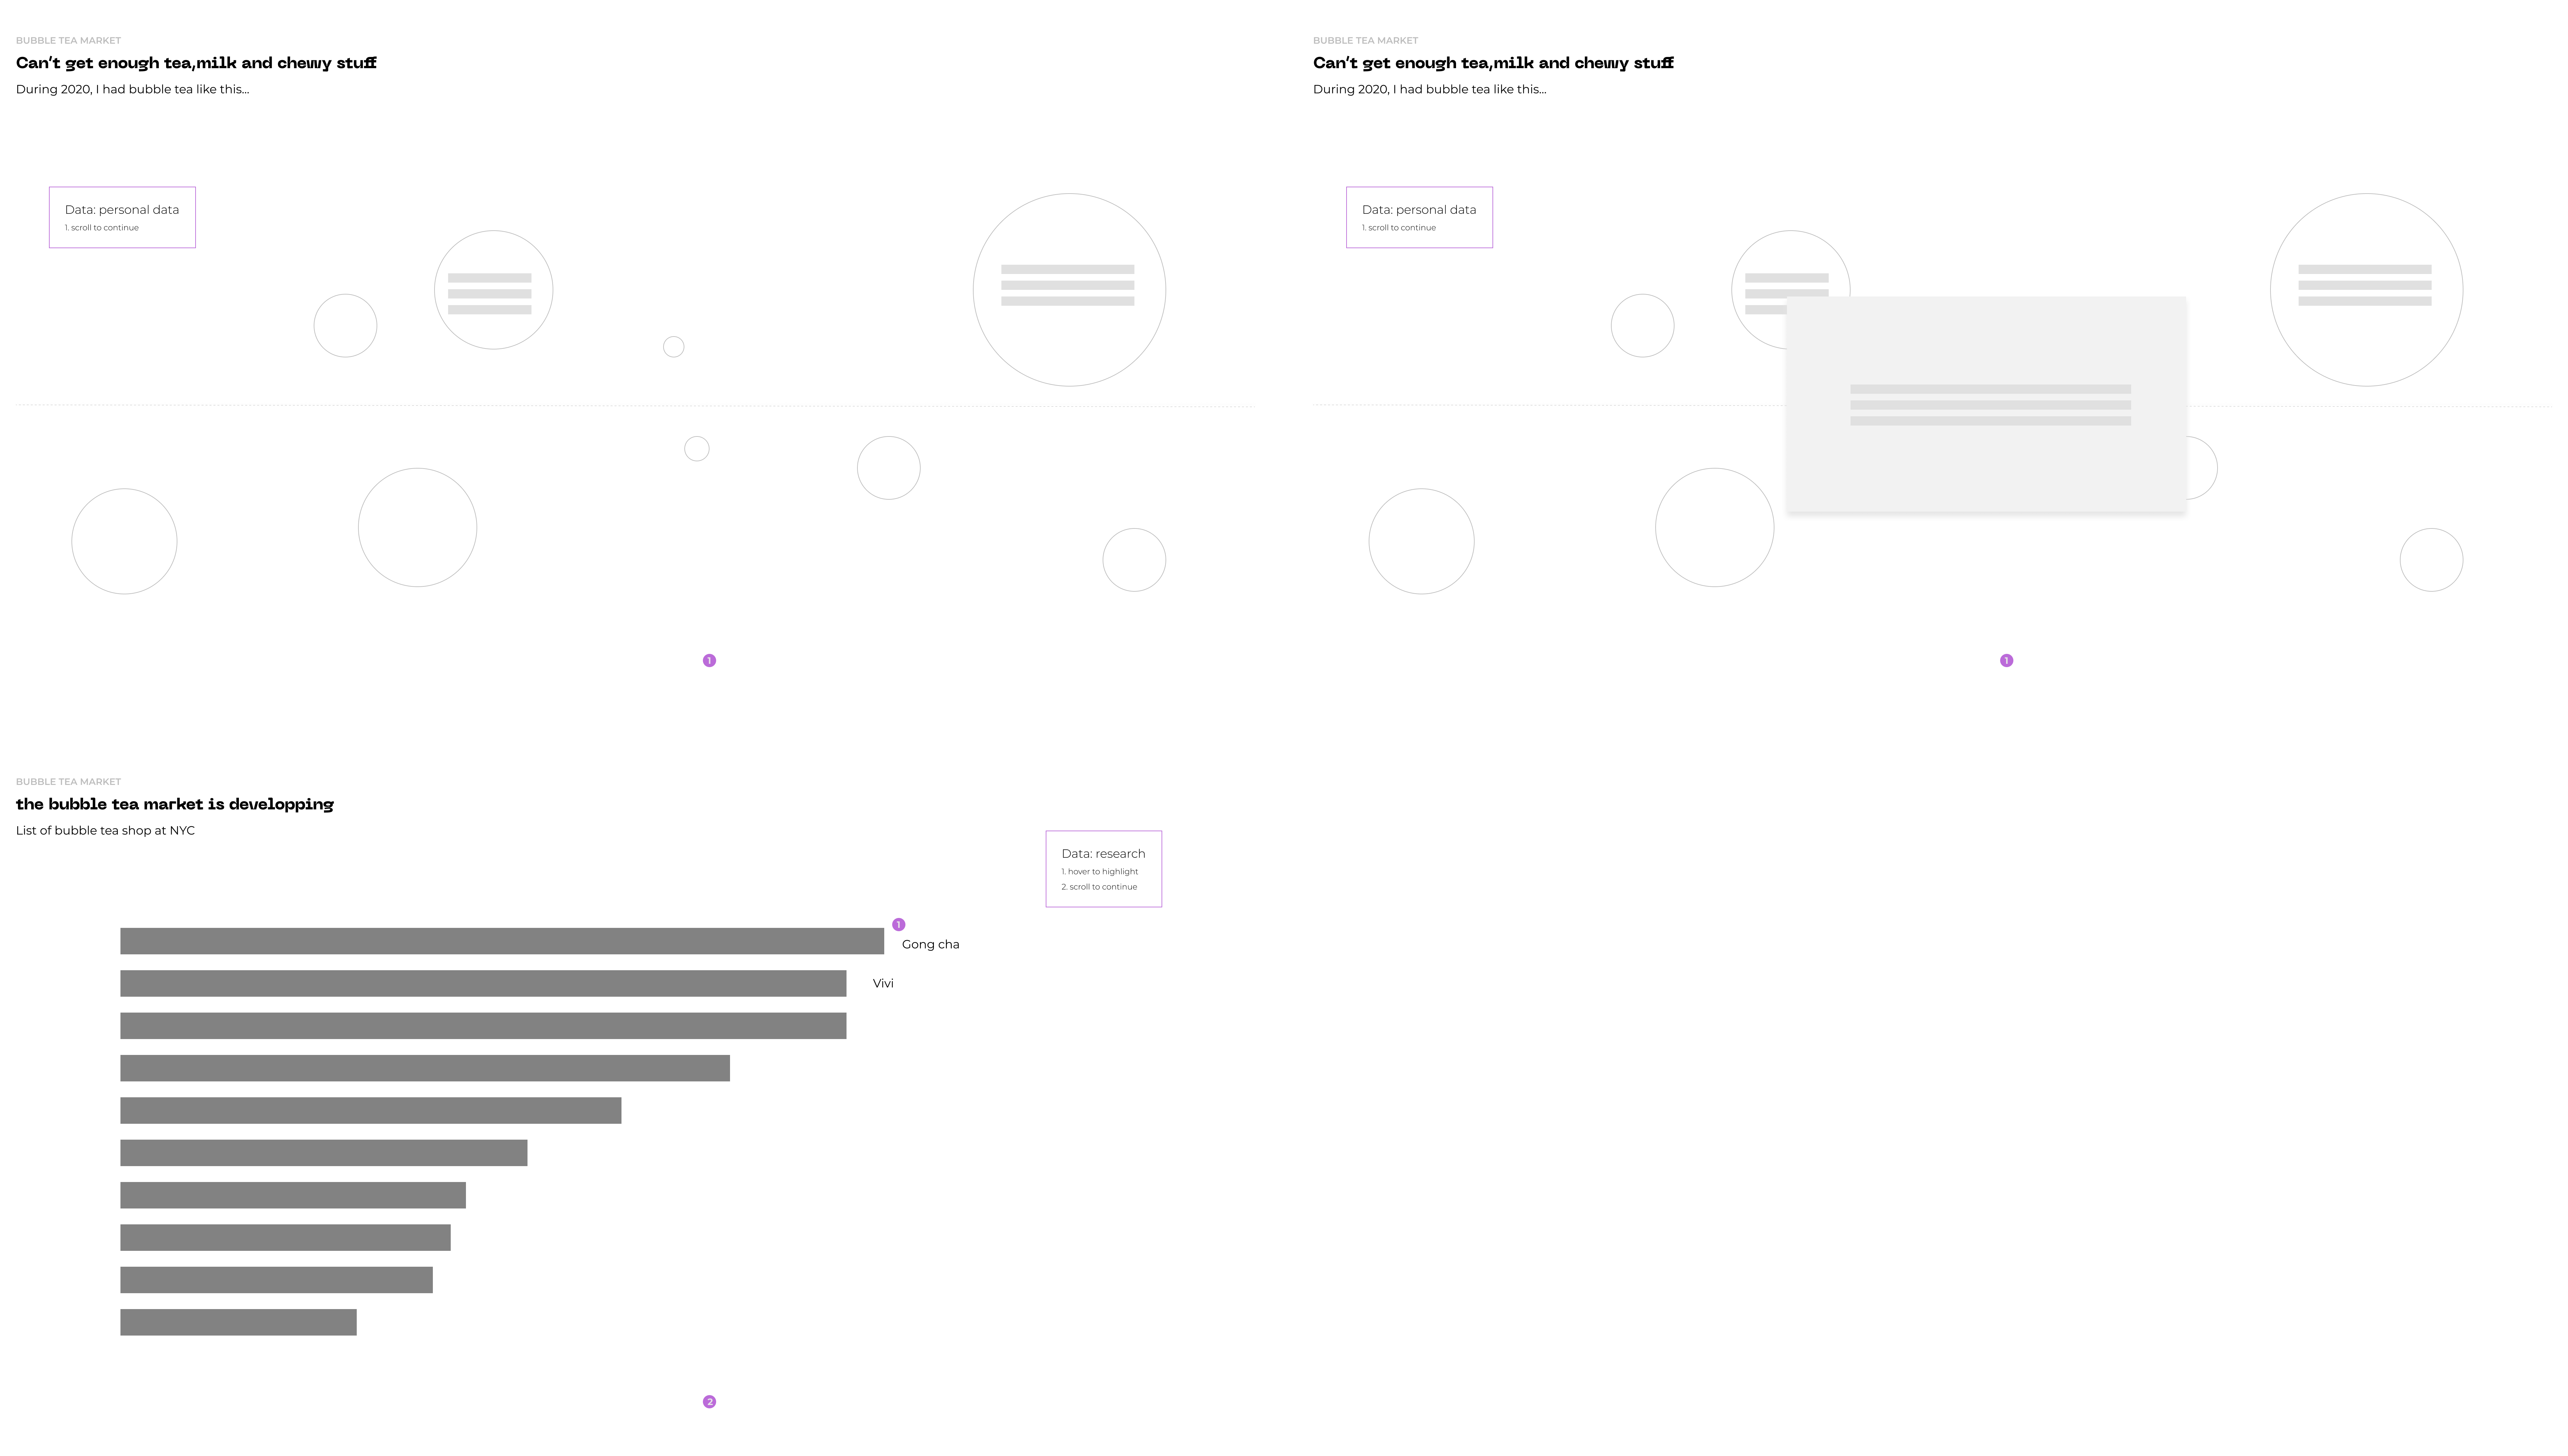 BUBBLE TEA MARKET
Can't get enough tea,milk and chewy stuff
During 2020, I had bubble tea like this...
Data: personal data
1. scroll to continue
1
BUBBLE TEA MARKET
Can't get enough tea,milk and chewy stuff
During 2020, I had bubble tea like this...
Data: personal data
1. scroll to continue
1
BUBBLE TEA MARKET
the bubble tea market is developping
List of bubble tea shop at NYC
Data: research
1. hover to highlight
2. scroll to continue
1
Gong cha
Vivi
2